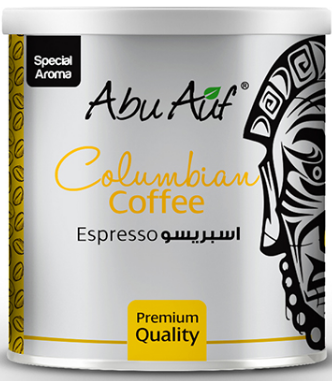 Special
Aroma
Abu Auf®
Columbian
Coffee
Espresso اسبريسو
Premium
Quality